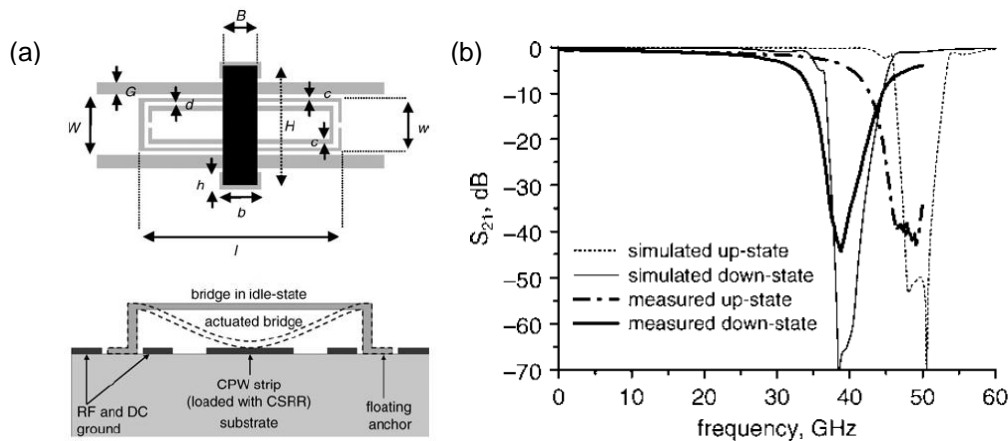 (a)
B
G
d
c
W
H
w
c
h
b
l
bridge in idle-state
actuated bridge
RF and DC
ground
CPW strip
(loaded with CSRR)
substrate
floating
anchor
(b)
0
−10
−20
−30
−40
−50
−60
−70
S21, dB
simulated up-state
simulated down-state
measured up-state
measured down-state
0 10 20 30 40 50 60
frequency, GHz